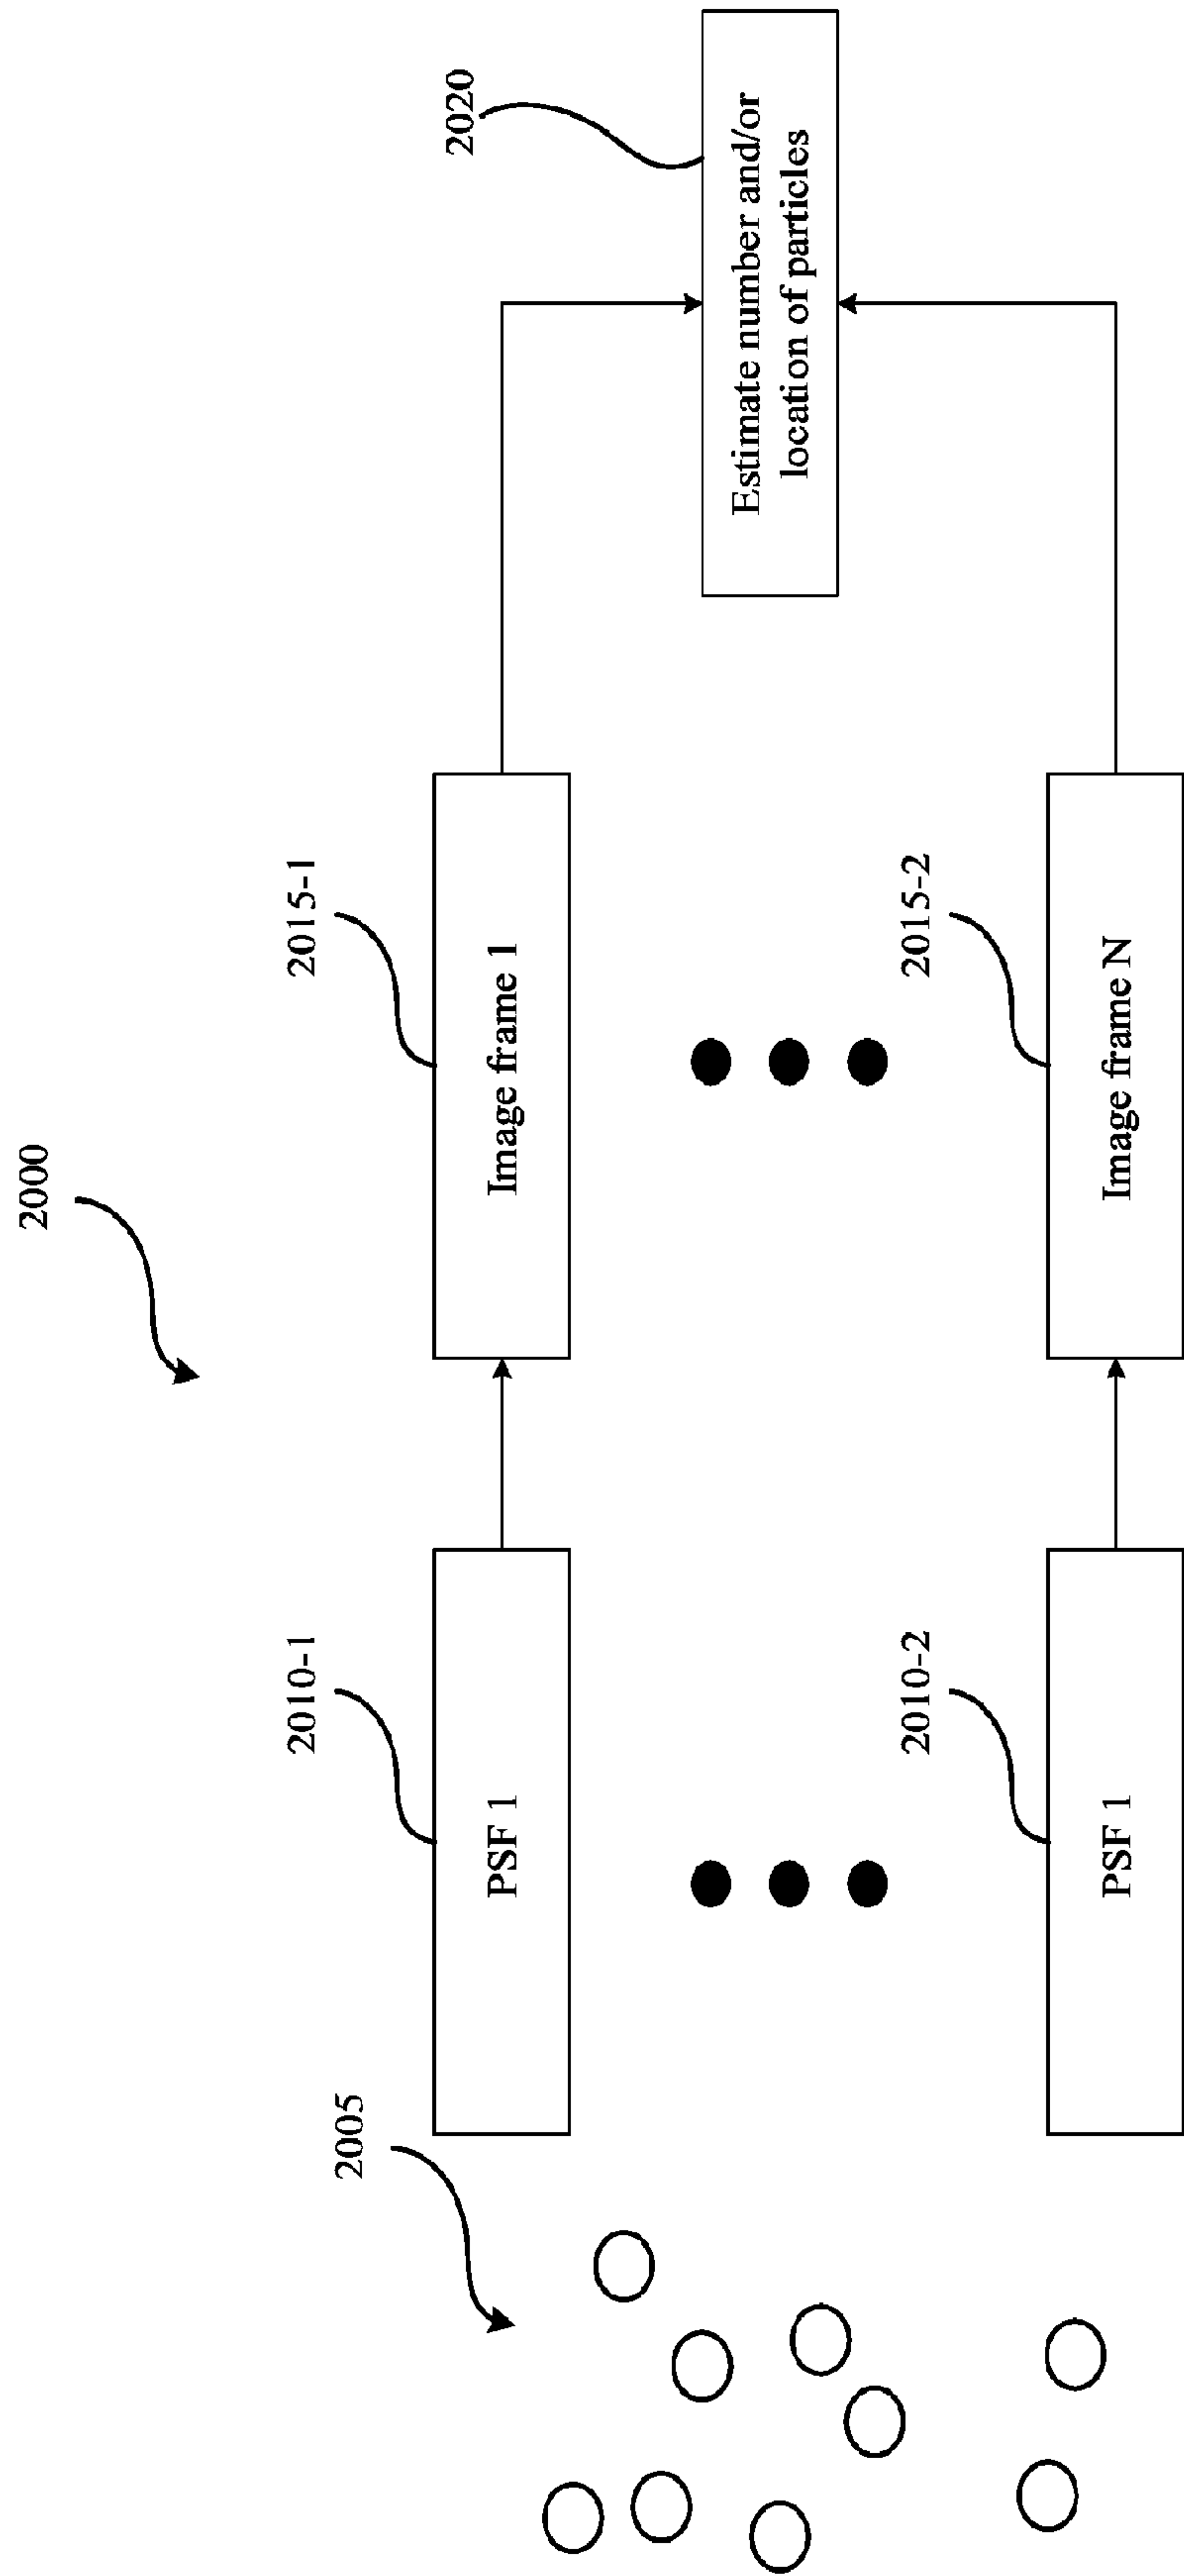 2000
2005
2010-1
PSF 1
2015-1
Image frame 1
2020
Estimate number and/or
location of particles
2010-2
PSF 1
2015-2
Image frame N